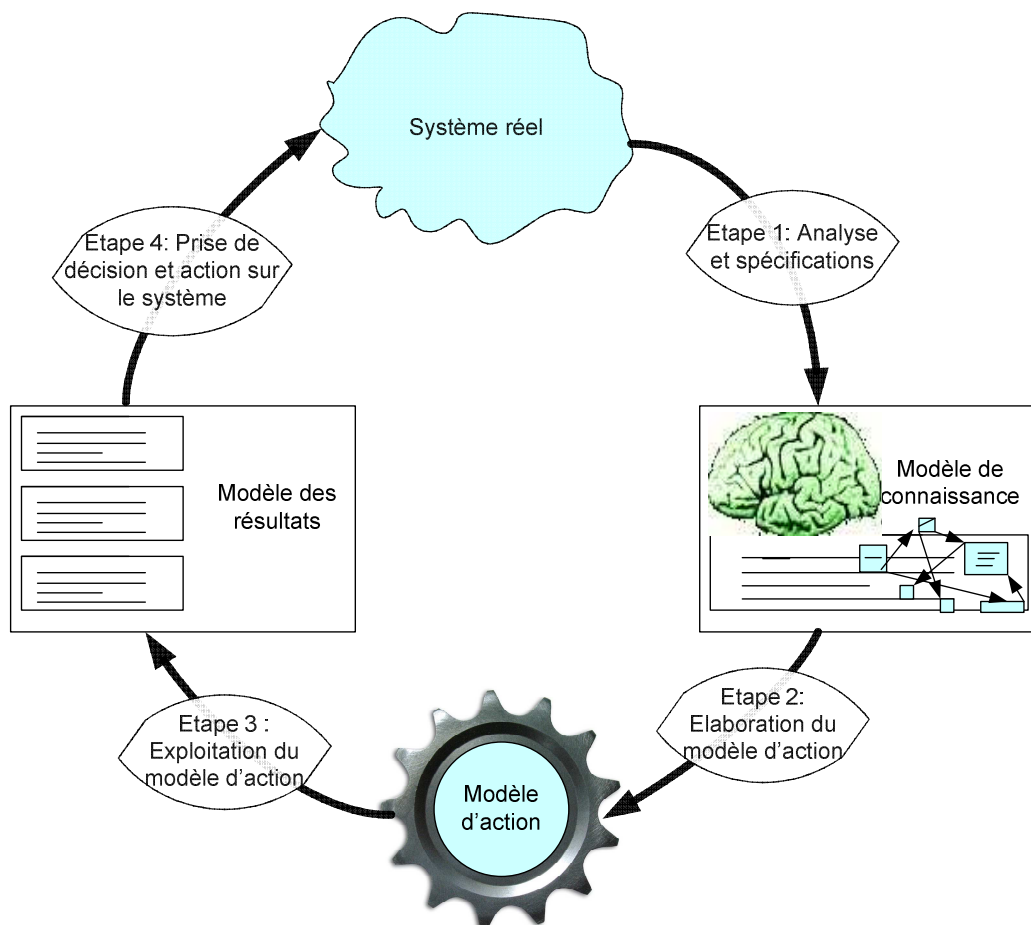 Système réel
Etape 1: Analyse
et spécifications
Modèle de
connaissance
Etape 2:
Elaboration du
modèle d’action
Modèle
d’action
Etape 3 :
Exploitation du
modèle d’action
Modèle des
résultats
Etape 4: Prise de
décision et action sur
le système